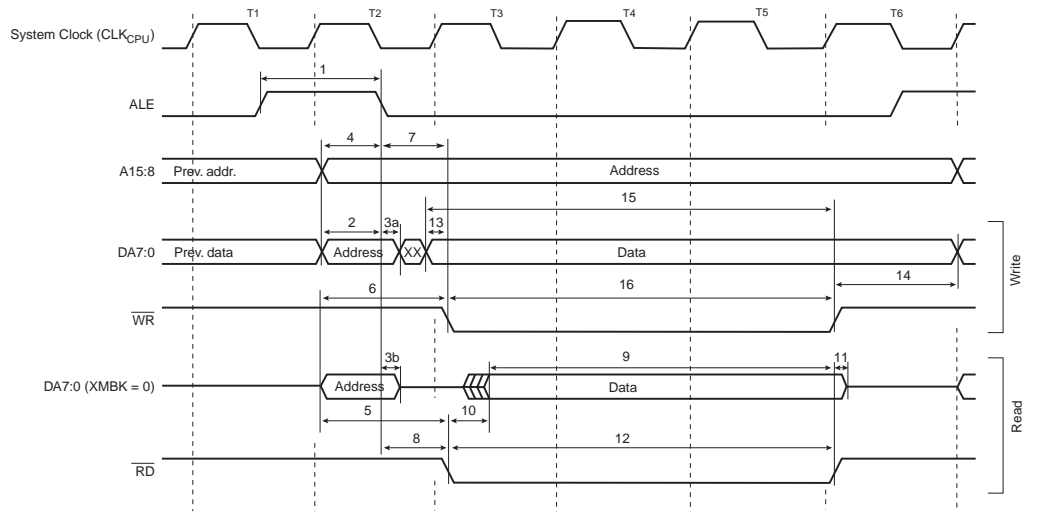 T1 T2 T3 T4 T5 T6
System Clock (CLKCPU)
1
ALE
4 7
A15:8 Prev. addr. Address
15
2 3a 13
DA7:0 Prev. data Address XX Data
14
6 16
WR
Write
3b 9 11
DA7:0 (XMBK = 0) Address Data
5 10
8 12
RD
Read